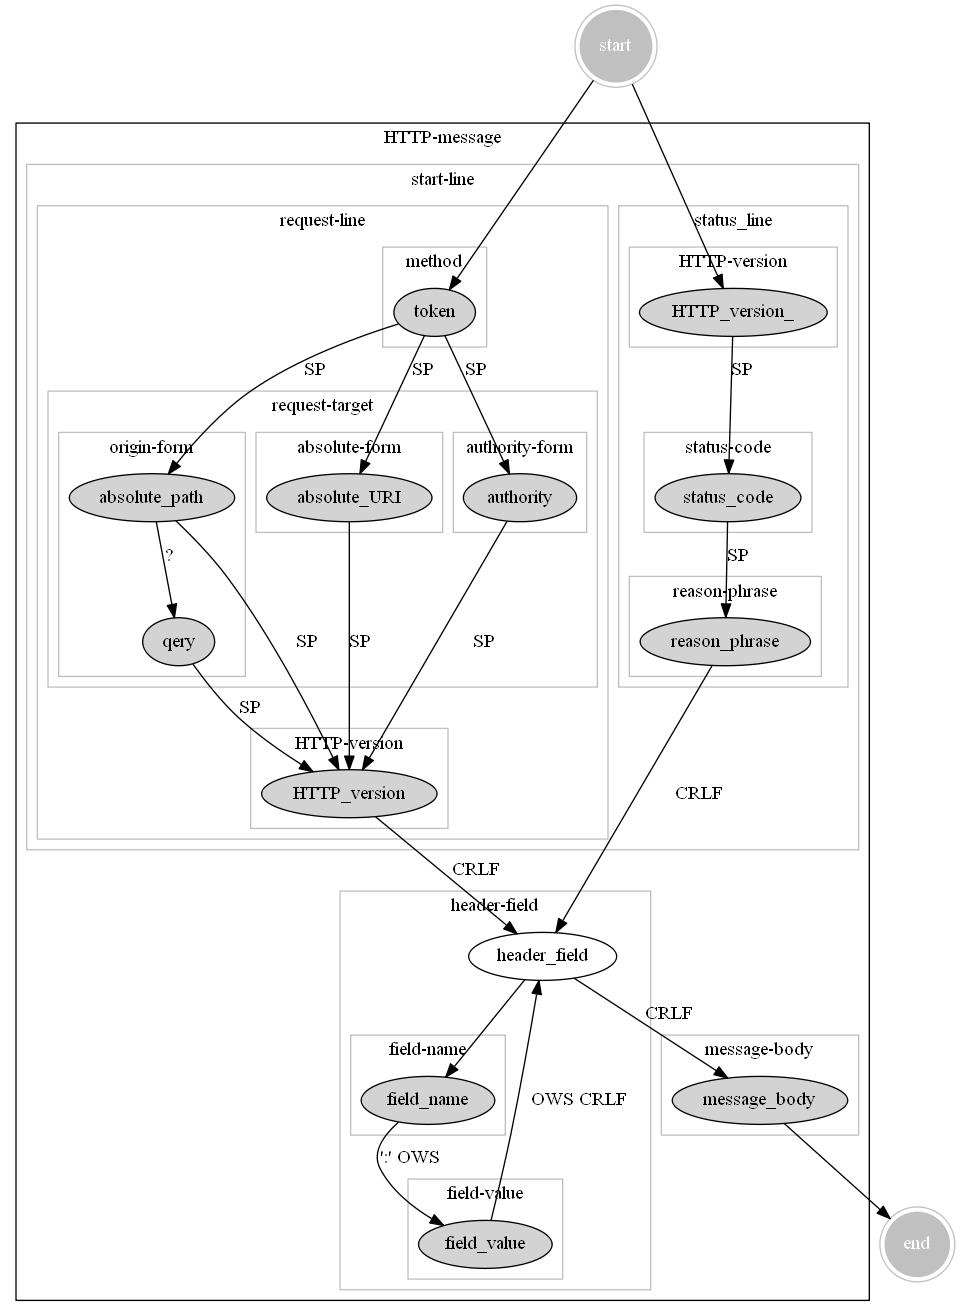 start
HTTP-message
start-line
request-line
status_line
method
HTTP-version
token
HTTP_version_
SP
SP
SP
SP
request-target
origin-form
absolute-form
authority-form
status-code
absolute_path
absolute_URI
authority
status_code
?
SP
reason-phrase
qery
SP
SP
SP
reason_phrase
SP
HTTP-version
HTTP_version
CRLF
CRLF
header-field
header_field
CRLF
field-name
message-body
field_name
OWS CRLF
message_body
':' OWS
field-value
field_value
end